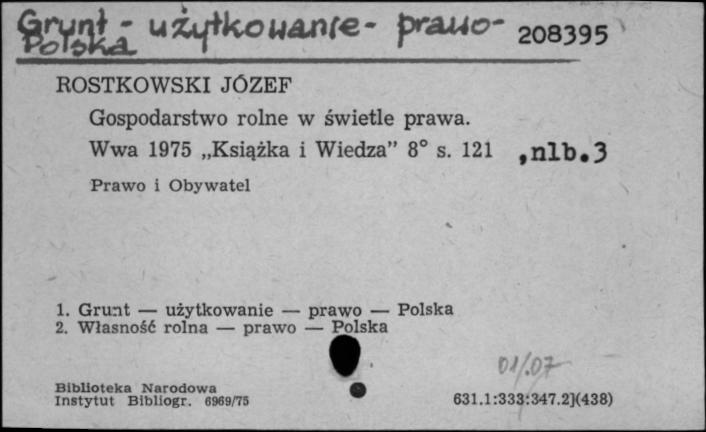 Grunt - użytkowanie - prawo - 208395
Polska
ROSTKOWSKI JÓZEF
Gospodarstwo rolne w świetle prawa.
Wwa 1975 „Książka i Wiedza” 8° s. 121 ,nlb.3
Prawo i Obywatel
1. Grunt — użytkowanie — prawo — Polska
2. Własność rolna — prawo — Polska
01/.07
Biblioteka Narodowa
Instytut Bibliogr. 6969/75 631.1:333:347.2](438)